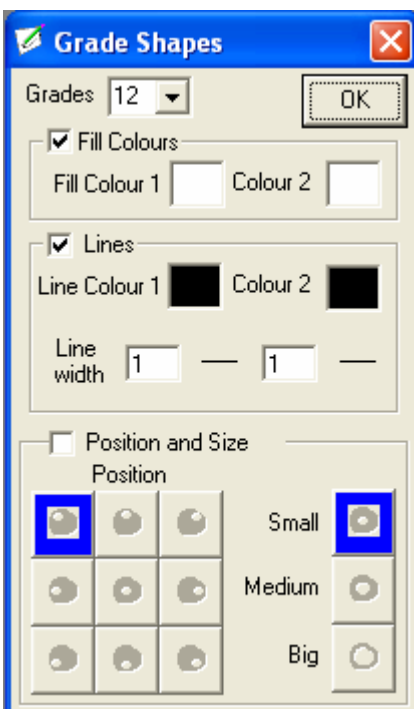 Grade Shapes
Grades 12 OK
Fill Colours
Fill Colour 1 Colour 2
Lines
Line Colour 1 Colour 2
Line width 1 1
Position and Size
Position
Small
Medium
Big